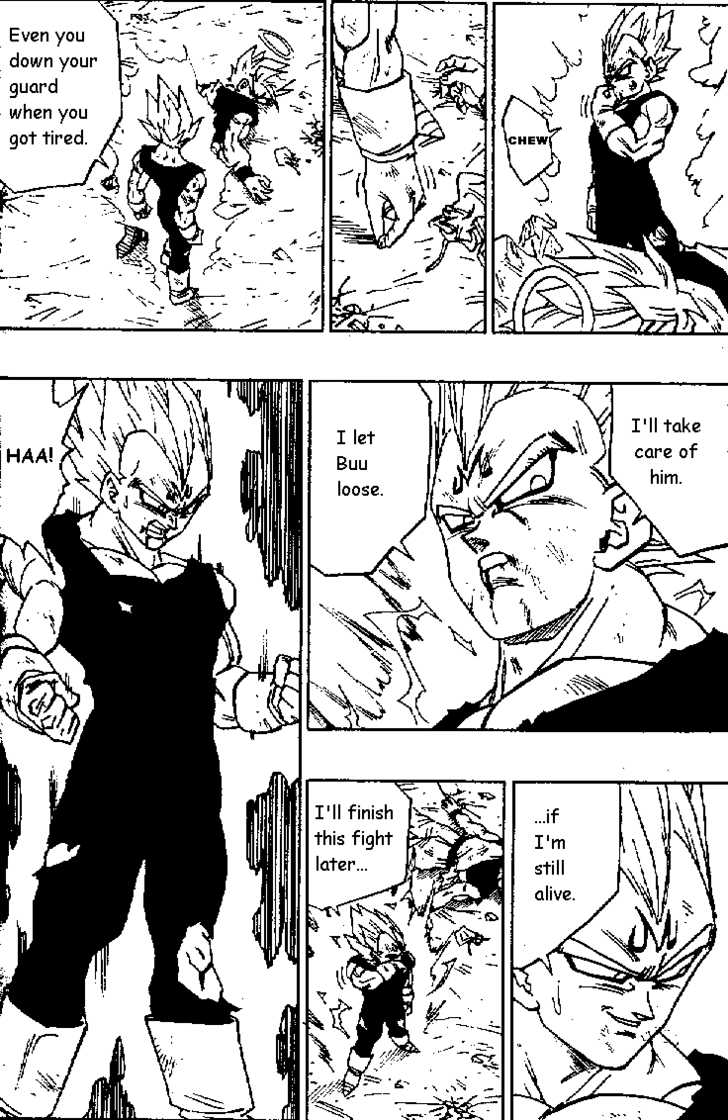 Even you
down your
guard
when you
got tired.
CHEW
HAA!
I let
Buu
loose.
I'll take
care of
him.
I'll finish
this fight
later...
...if
I'm
still
alive.